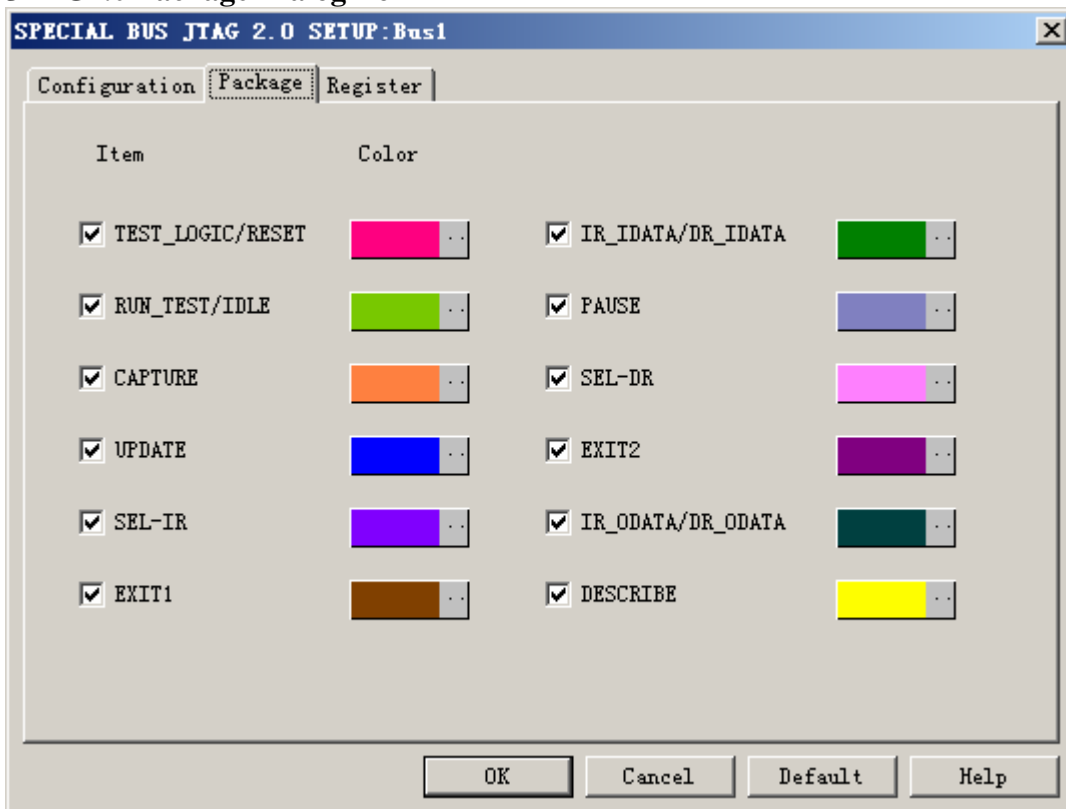 SPECIAL BUS JTAG 2.0 SETUP:Bus1
Configuration Package Register
Item Color
TEST_LOGIC/RESET .. IR_IDATA/DR_IDATA ..
RUN_TEST/IDLE .. PAUSE ..
CAPTURE .. SEL-DR ..
UPDATE .. EXIT2 ..
SEL-IR .. IR_ODATA/DR_ODATA ..
EXIT1 .. DESCRIBE ..
OK Cancel Default Help